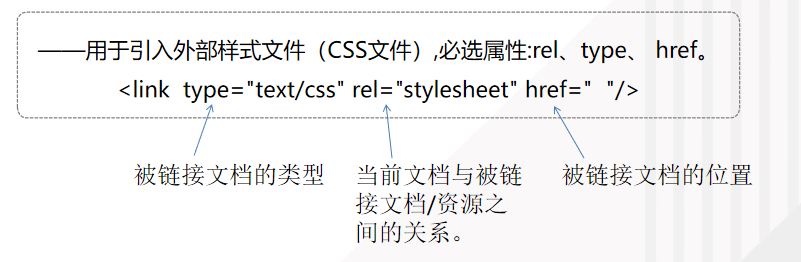 ——用于引入外部样式文件（CSS文件）,必选属性:rel、type、 href。
<link  type="text/css" rel="stylesheet" href="  "/>
被链接文档的类型
当前文档与被链
接文档/资源之
间的关系。
被链接文档的位置